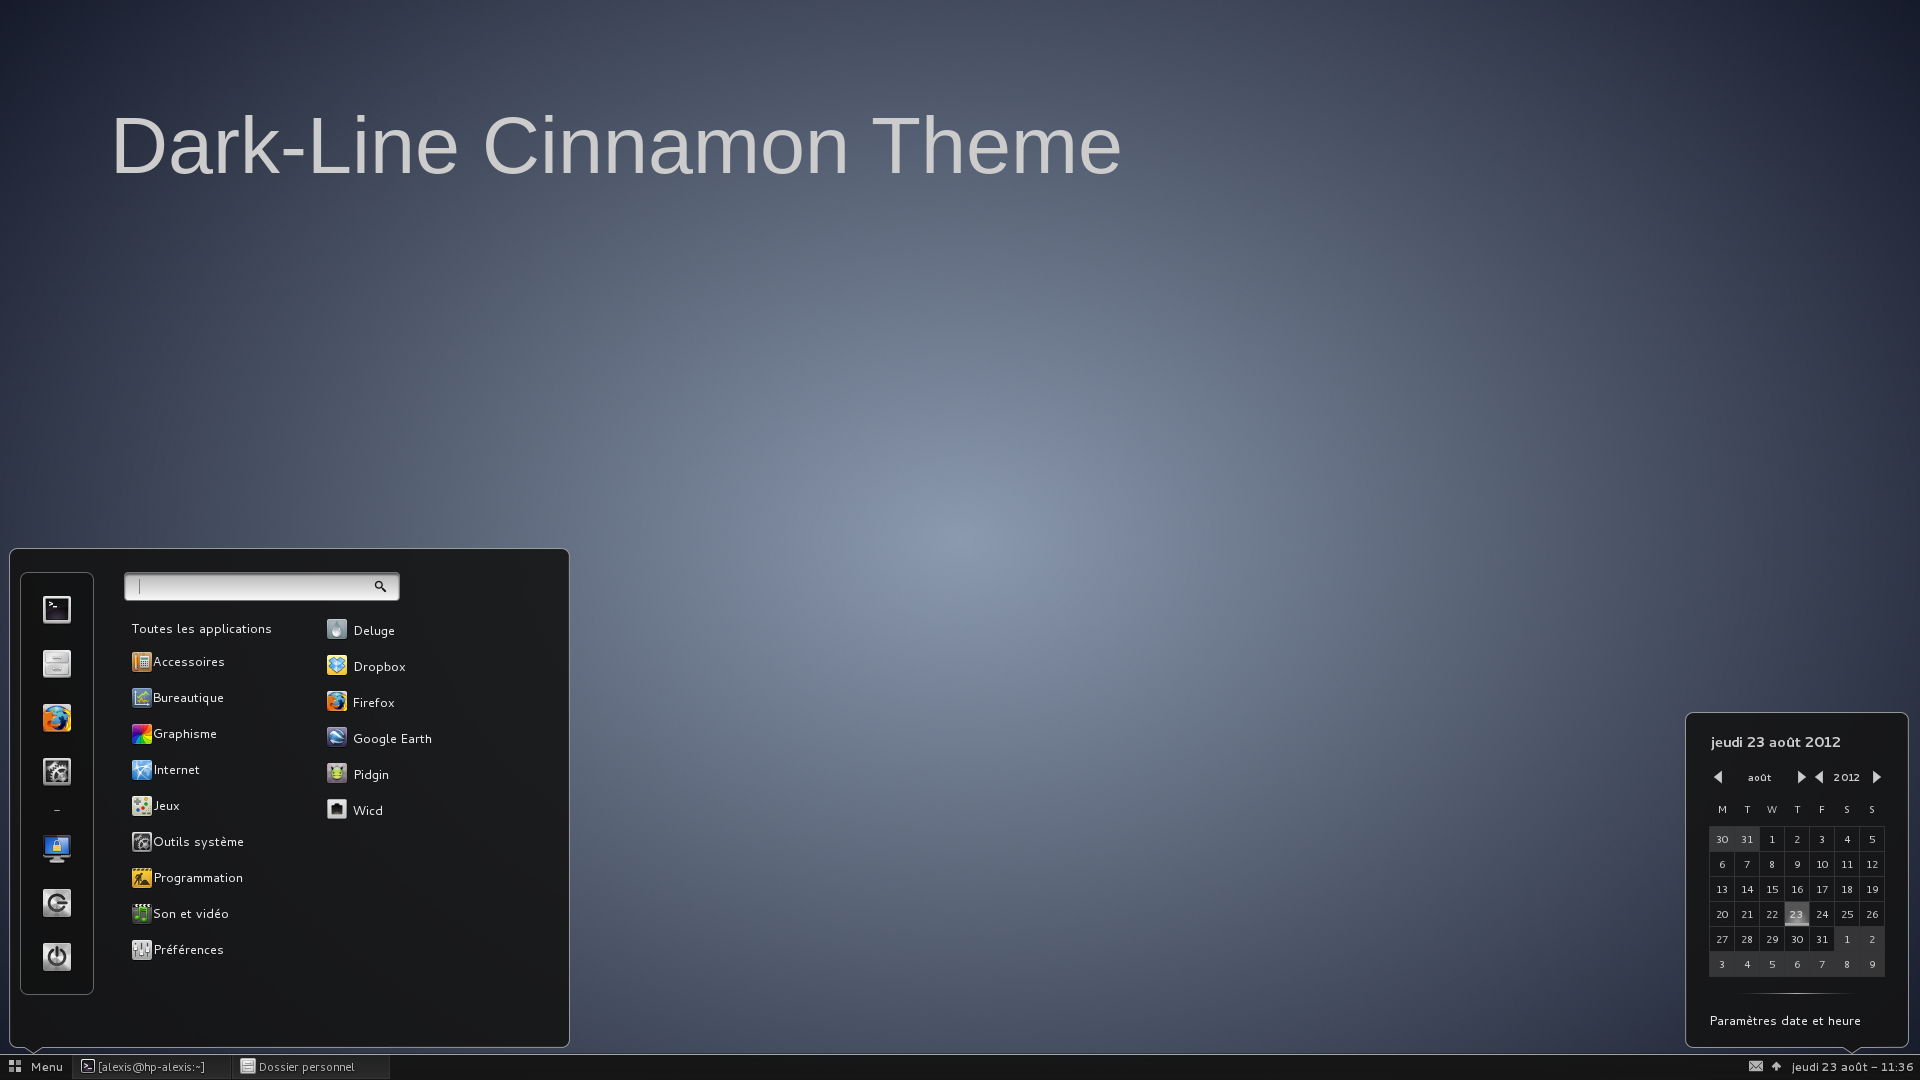 Dark-Line Cinnamon Theme
Toutes les applications
Accessoires
Bureautique
Graphisme
Internet
Jeux
Outils système
Programmation
Son et vidéo
Préférences
Deluge
Dropbox
Firefox
Google Earth
Pidgin
Wicd
jeudi 23 août 2012
août 2012
M T W T F S S
30 31 1 2 3 4 5
6 7 8 9 10 11 12
13 14 15 16 17 18 19
20 21 22 23 24 25 26
27 28 29 30 31 1 2
3 4 5 6 7 8 9
Paramètres date et heure
Menu [alexis@hp-alexis:~] Dossier personnel jeudi 23 août – 11:36